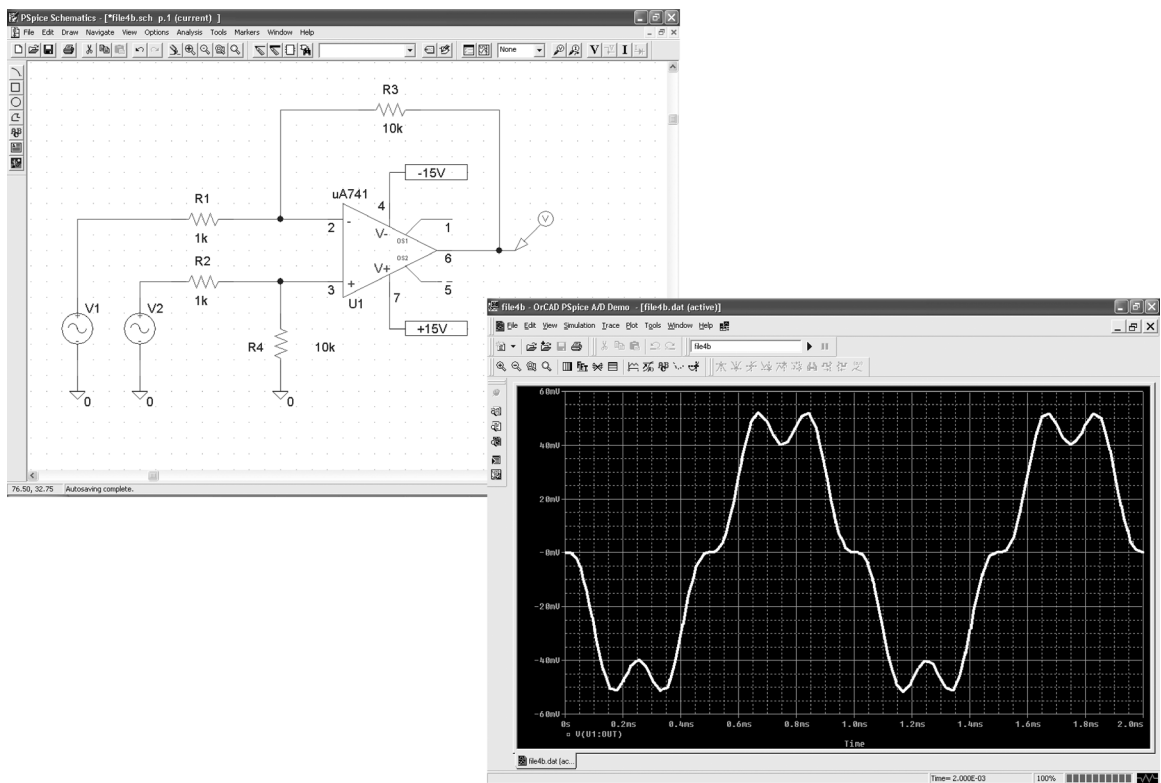 PSpice Schematics - [*file4b.sch p.1 (current) ]
File Edit Draw Navigate View Options Analysis Tools Markers Window Help
None
V
I
R3
10k
-15V
uA741
4
R1
1k
2
-
V-
OS1
1
V
R2
1k
3
+
V+
OS2
6
5
U1
7
+15V
V1
V2
R4
10k
0
0
0
76.50, 32.75 Autosaving complete.
file4b - OrCAD PSpice A/D Demo - [file4b.dat (active)]
File Edit View Simulation Trace Plot Tools Window Help
file4b
60mV
40mV
20mV
-0mV
-20mV
-40mV
-60mV
0s 0.2ms 0.4ms 0.6ms 0.8ms 1.0ms 1.2ms 1.4ms 1.6ms 1.8ms 2.0ms
V(U1:OUT)
Time
file4b.dat (ac...
Time= 2.000E-03 100%